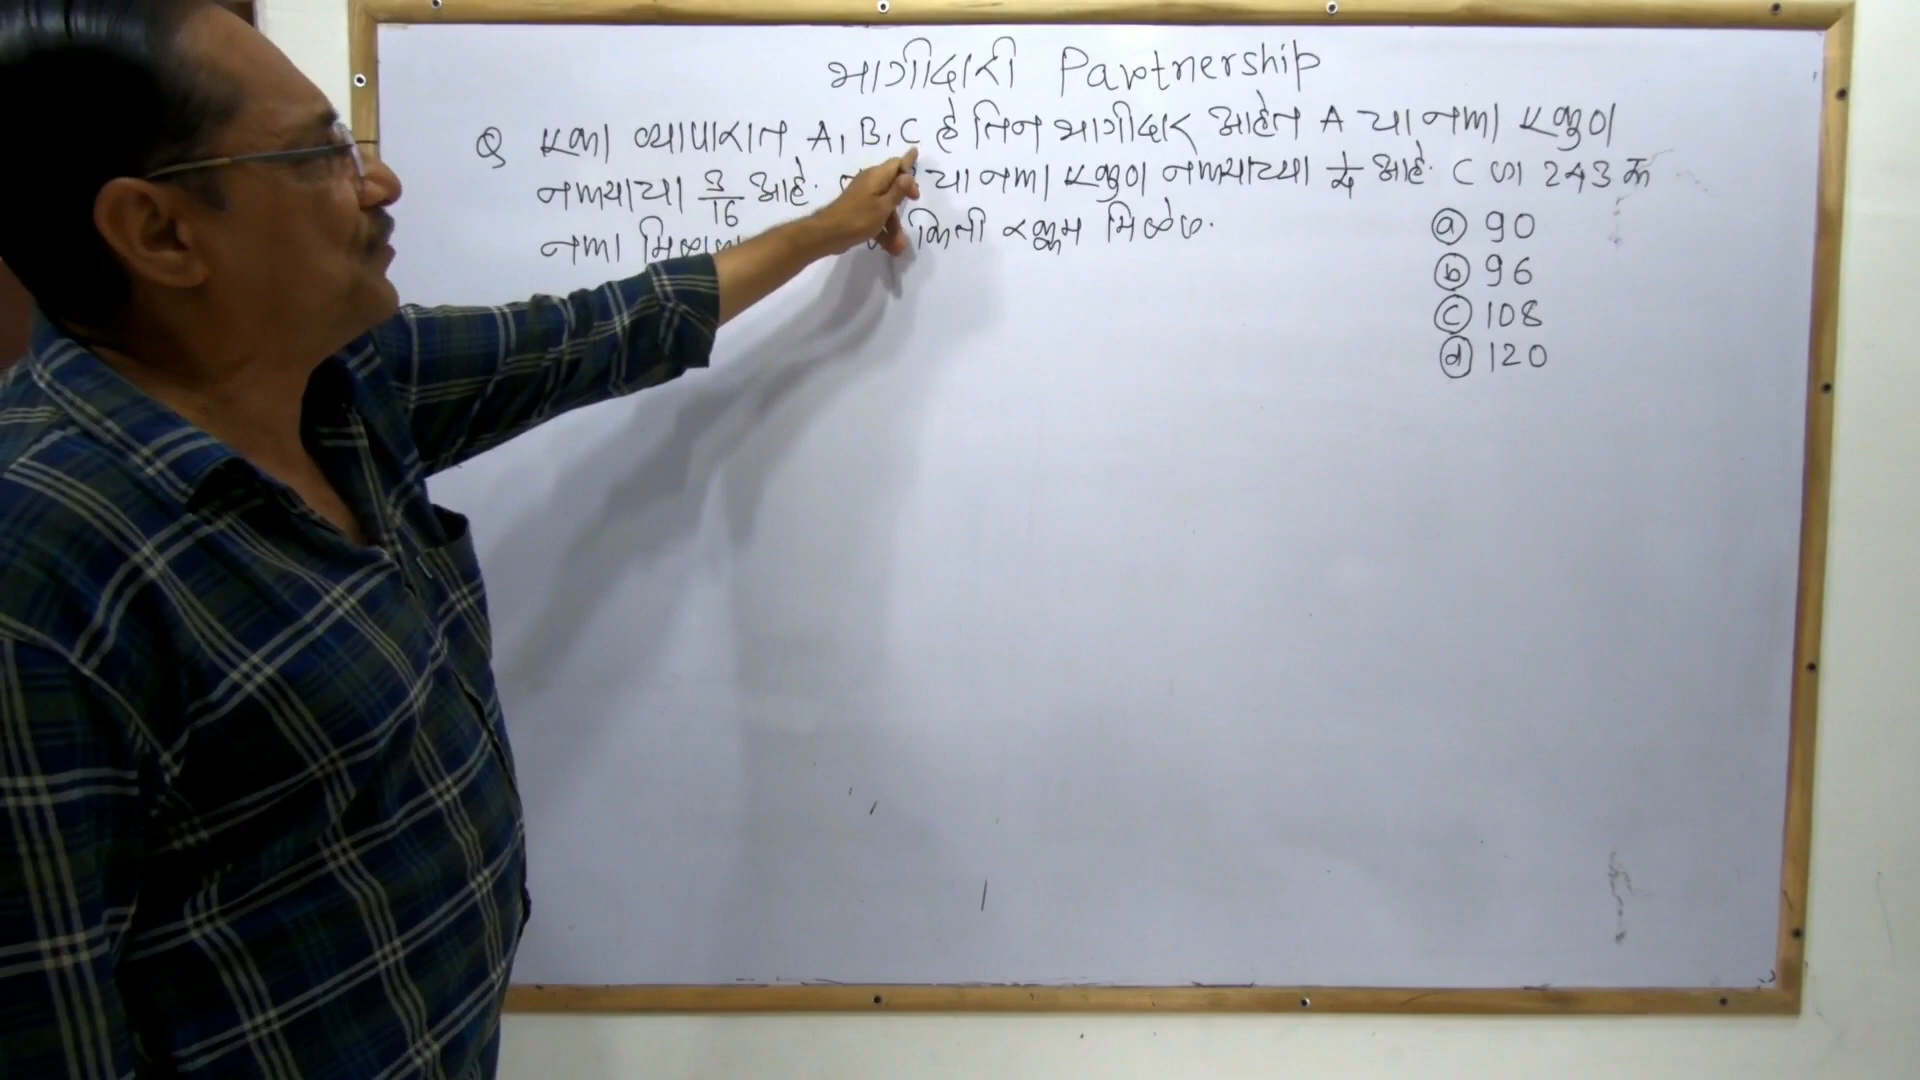 भागीदारी Partnership
Q एका व्यापारात A, B, C हे तिन भागीदार आहेत A चा नफा एकुण
नफ्याचा 3/16 आहे. चा नफा एकुण नफ्याच्या 1/4 आहे. C ला 243 रू
नफा किती रक्कम मिळेल.
ⓐ 90
ⓑ 96
ⓒ 108
ⓓ 120